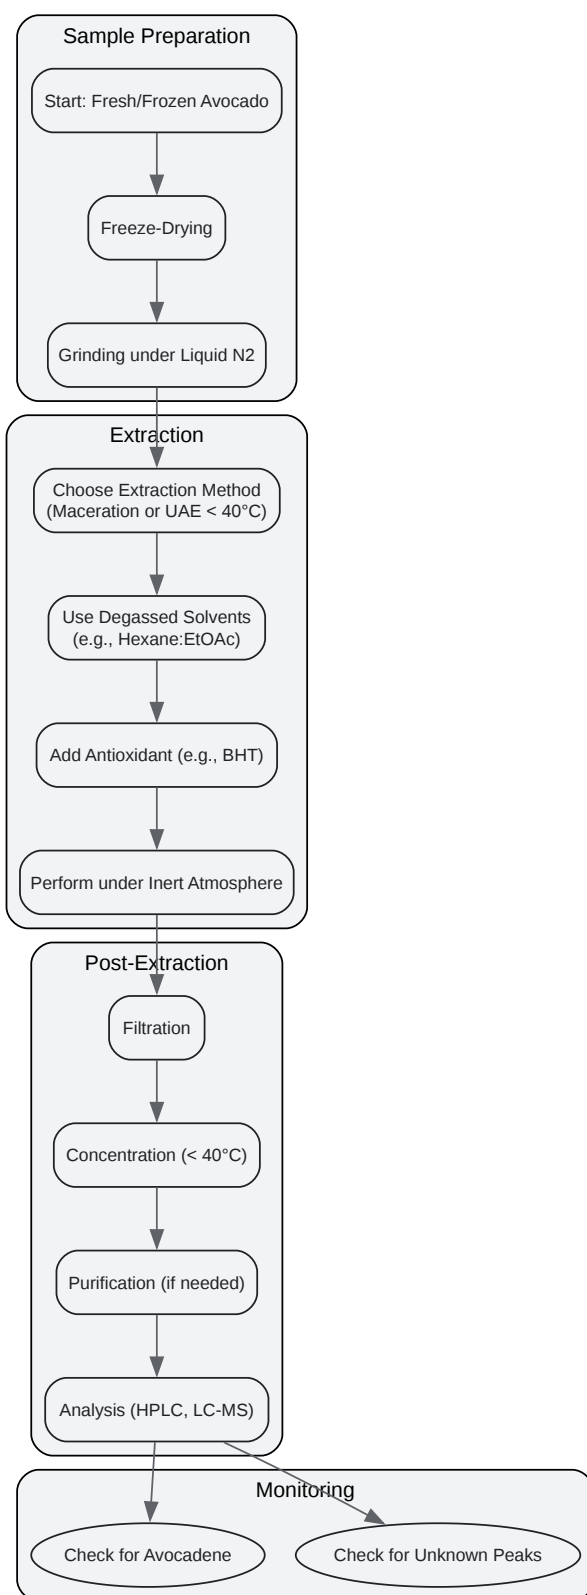 Sample Preparation
Start: Fresh/Frozen Avocado
Freeze-Drying
Grinding under Liquid N2
Extraction
Choose Extraction Method
(Maceration or UAE < 40°C)
Use Degassed Solvents
(e.g., Hexane:EtOAc)
Add Antioxidant (e.g., BHT)
Perform under Inert Atmosphere
Post-Extraction
Filtration
Concentration (< 40°C)
Purification (if needed)
Analysis (HPLC, LC-MS)
Monitoring
Check for Avocadene
Check for Unknown Peaks